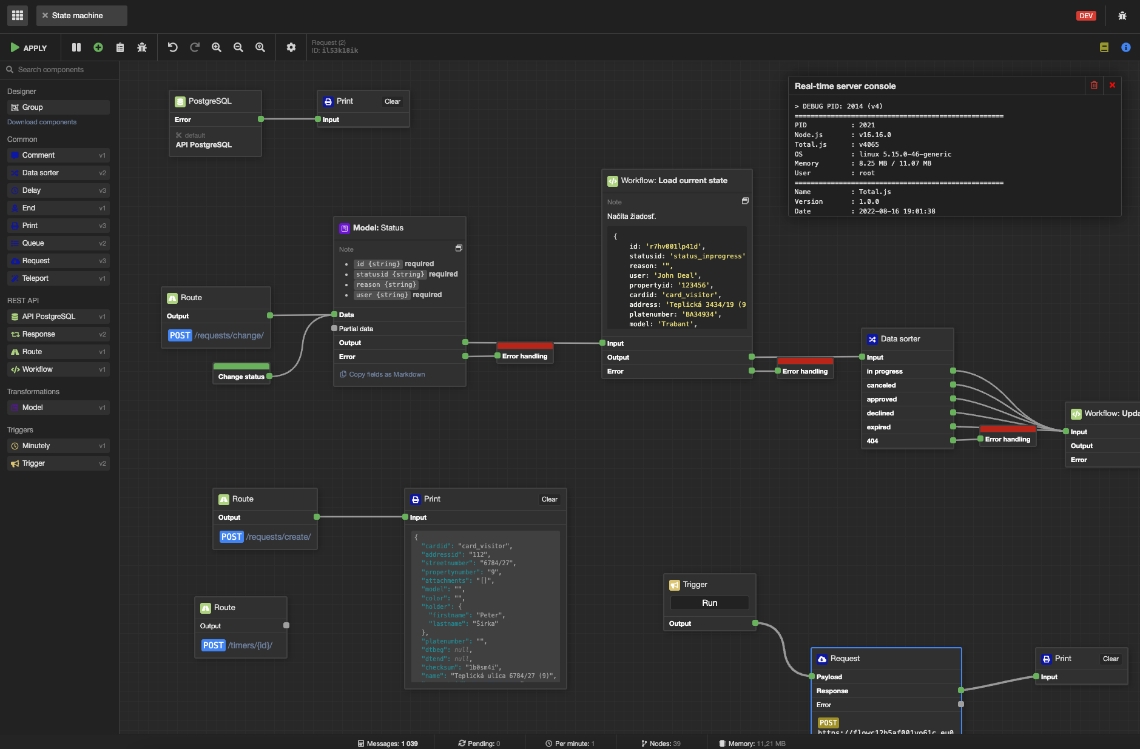 State machine
DEV
APPLY
Request (2)
ID: il53k10ik
Search components
Designer
Group
Download components
Common
Comment v1
Data sorter v2
Delay v3
End v1
Print v3
Queue v2
Request v3
Teleport v1
REST API
API PostgreSQL v1
Response v2
Route v1
Workflow v1
Transformations
Model v1
Triggers
Minutely v1
Trigger v2
PostgreSQL
Error
default
API PostgreSQL
Print Clear
Input
Real-time server console
> DEBUG PID: 2014 (v4)
PID : 2021
Node.js : v16.16.0
Total.js : v4065
OS : linux 5.15.0-46-generic
Memory : 8.25 MB / 11.07 MB
User : root
Name : Total.js
Version : 1.0.0
Date : 2022-08-16 19:01:38
Route
Output
POST /requests/change/
Change status
Model: Status
Note
id {string} required
statusid {string} required
reason {string}
user {string} required
Data
Partial data
Output
Error
Copy fields as Markdown
Error handling
Workflow: Load current state
Note
Načíta žiadosť.
{
id: 'r7hv001lp41d',
statusid: 'status_inprogress'
reason: '',
user: 'John Deal',
propertyid: '123456',
cardid: 'card_visitor',
address: 'Teplická 3434/19 (9
platenumber: 'BA34934',
model: 'Trabant',
Input
Output
Error
Error handling
Data sorter
Input
in progress
canceled
approved
declined
expired
404
Error handling
Workflow: Upda
Input
Output
Error
Route
Output
POST /requests/create/
Print Clear
Input
{
"cardid": "card_visitor",
"addressid": "112",
"streetnumber": "6784/27",
"propertynumber": "9",
"attachments": "[]",
"model": "",
"color": "",
"holder": {
"firstname": "Peter",
"lastname": "Širka"
},
"platenumber": "",
"dtbeg": null,
"dtend": null,
"checksum": "1b0sm4i",
"name": "Teplická ulica 6784/27 (9)",
Route
Output
POST /timers/{id}/
Trigger
Run
Output
Request
Payload
Response
Error
POST
Print Clear
Input
Messages: 1 039
Pending: 0
Per minute: 1
Nodes: 39
Memory: 11,21 MB